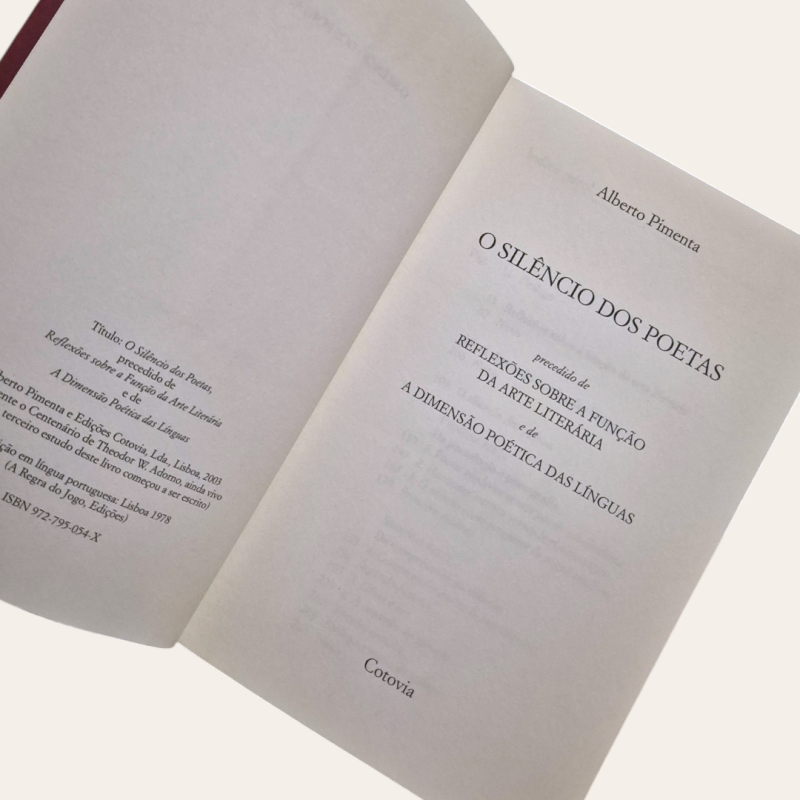 Título: O Silêncio dos Poetas,
precedido de
Reflexões sobre a Função da Arte Literária
e de
A Dimensão Poética das Línguas
Pimenta e Edições Cotovia, Lda., Lisboa, 2003
o Centenário de Theodor W. Adorno, ainda vivo
terceiro estudo deste livro começou a ser escrito)
em língua portuguesa: Lisboa 1978
(A Regra do Jogo, Edições)
ISBN 972-795-054-X
Alberto Pimenta
O SILÊNCIO DOS POETAS
precedido de
REFLEXÕES SOBRE A FUNÇÃO
DA ARTE LITERÁRIA
e de
A DIMENSÃO POÉTICA DAS LÍNGUAS
Cotovia